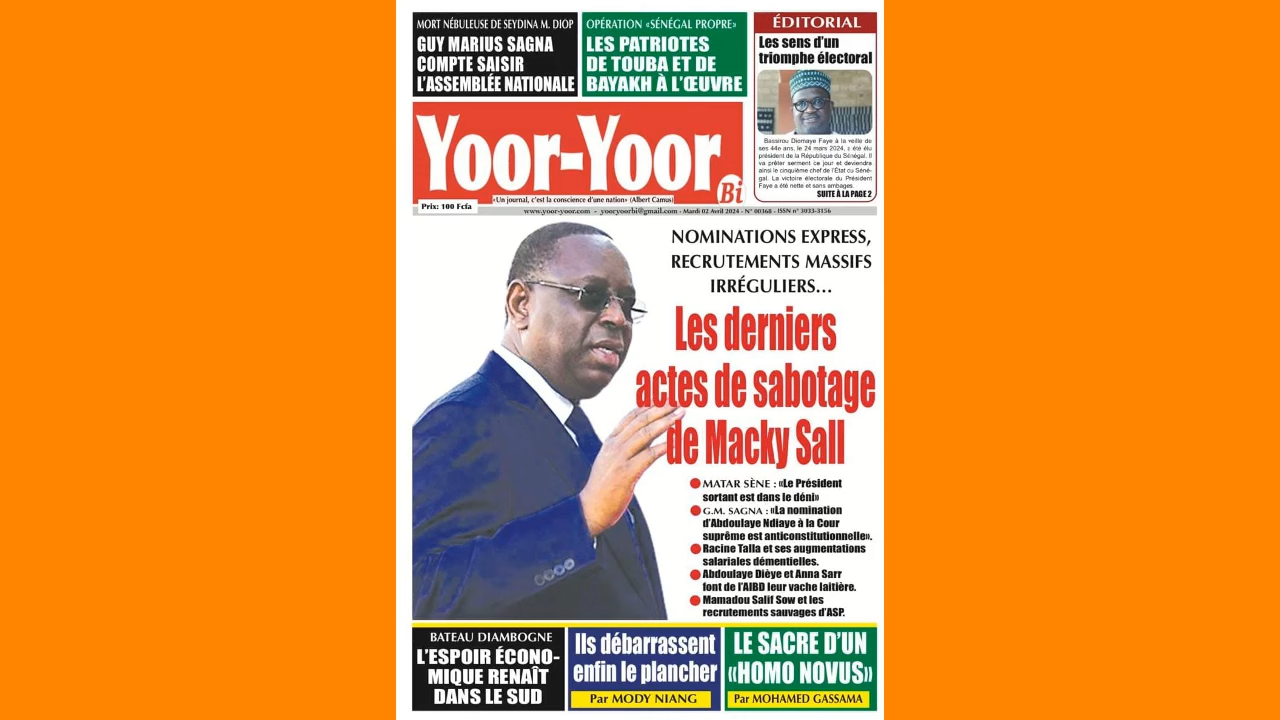 MORT NÉBULEUSE DE SEYDINA M. DIOP
GUY MARIUS SAGNA
COMPTE SAISIR
L'ASSEMBLÉE NATIONALE
OPÉRATION «SÉNÉGAL PROPRE»
LES PATRIOTES
DE TOUBA ET DE
BAYAKH À L'ŒUVRE
ÉDITORIAL
Les sens d'un
triomphe électoral
Bassirou Diomaye Faye à la veille de
ses 44e ans, le 24 mars 2024, a été élu
président de la République du Sénégal. Il
va prêter serment ce jour et deviendra
ainsi le cinquième chef de l'État du Séné-
gal. La victoire électorale du Président
Faye a été nette et sans ambages.
SUITE À LA PAGE 2
Yoor-Yoor
Bi
«Un journal, c'est la conscience d'une nation» (Albert Camus)
Prix: 100 Fcfa
www.yoor-yoor.com - yooryoorbi@gmail.com - Mardi 02 Avril 2024 - N° 00368 - ISSN n° 3033-3156
NOMINATIONS EXPRESS,
RECRUTEMENTS MASSIFS
IRRÉGULIERS...
Les derniers
actes de sabotage
de Macky Sall
MATAR SÈNE : «Le Président
sortant est dans le déni»
G.M. SAGNA : «La nomination
d'Abdoulaye Ndiaye à la Cour
suprême est anticonstitutionnelle».
Racine Talla et ses augmentations
salariales démentielles.
Abdoulaye Dièye et Anna Sarr
font de l'AIBD leur vache laitière.
Mamadou Salif Sow et les
recrutements sauvages d'ASP.
BATEAU DIAMBOGNE
L'ESPOIR ÉCONO-
MIQUE RENAÎT
DANS LE SUD
Ils débarrassent
enfin le plancher
Par MODY NIANG
LE SACRE D'UN
«HOMO NOVUS»
Par MOHAMED GASSAMA